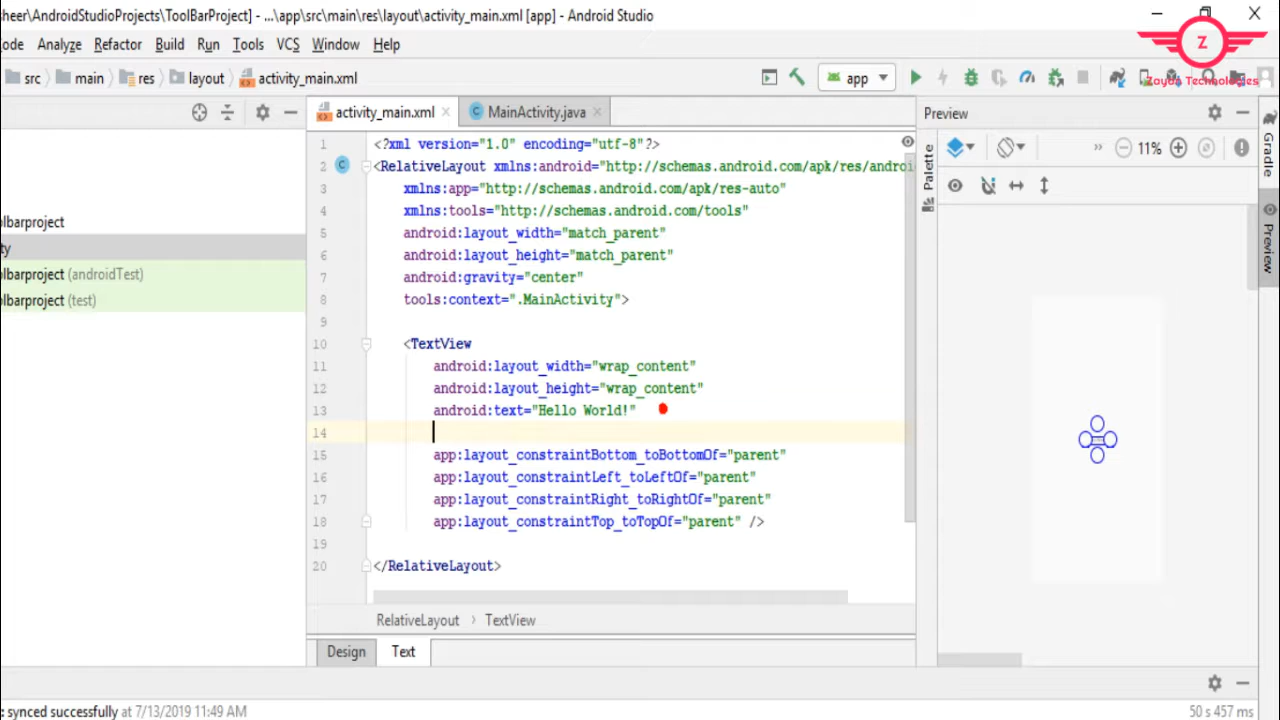 sheer\AndroidStudioProjects\ToolBarProject] - ...\app\src\main\res\layout\activity_main.xml [app] - Android Studio
ode Analyze Refactor Build Run Tools VCS Window Help
Z
Zayan Technologies
src main res layout activity_main.xml
app
activity_main.xml MainActivity.java
Preview
11%
Palette
Gradle
Preview
olbarproject
ty
olbarproject (androidTest)
olbarproject (test)
1 <?xml version="1.0" encoding="utf-8"?>
2 <RelativeLayout xmlns:android="http://schemas.android.com/apk/res/androi
3 xmlns:app="http://schemas.android.com/apk/res-auto"
4 xmlns:tools="http://schemas.android.com/tools"
5 android:layout_width="match_parent"
6 android:layout_height="match_parent"
7 android:gravity="center"
8 tools:context=".MainActivity">
9
10 <TextView
11 android:layout_width="wrap_content"
12 android:layout_height="wrap_content"
13 android:text="Hello World!"
14
15 app:layout_constraintBottom_toBottomOf="parent"
16 app:layout_constraintLeft_toLeftOf="parent"
17 app:layout_constraintRight_toRightOf="parent"
18 app:layout_constraintTop_toTopOf="parent" />
19
20 </RelativeLayout>
RelativeLayout › TextView
Design Text
: synced successfully at 7/13/2019 11:49 AM
50 s 457 ms